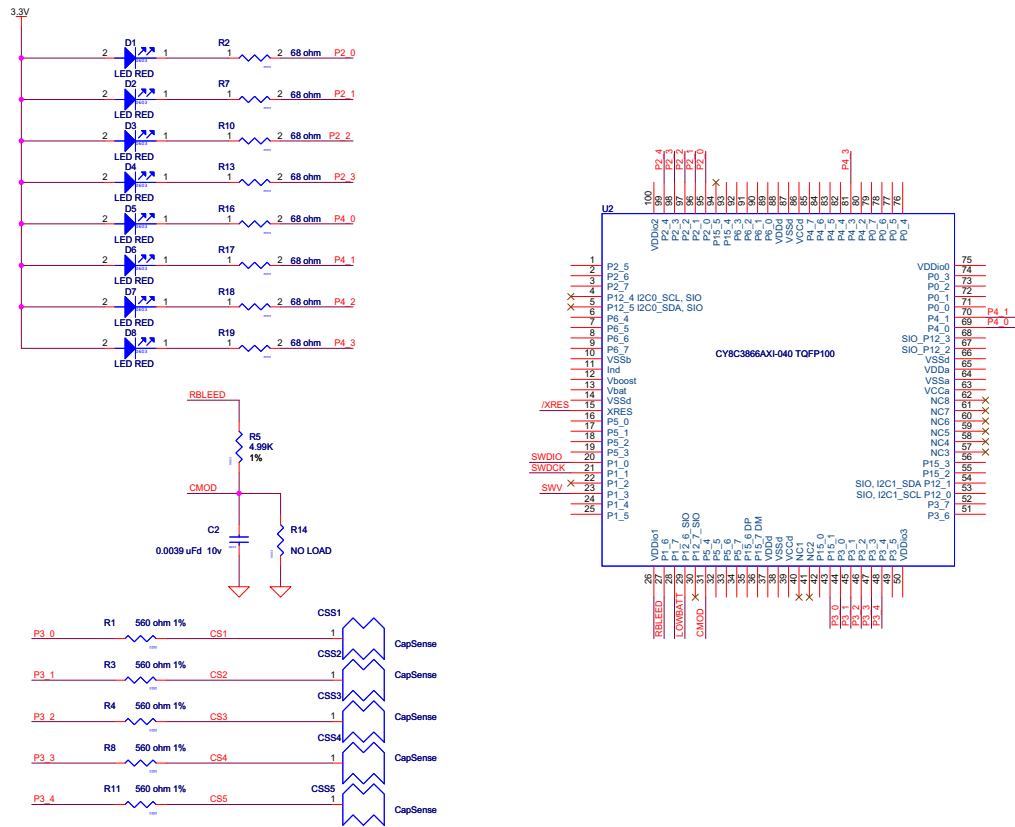 3.3V
D1
2 1
LED RED
R2
1 2 68 ohm P2_0
D2
2 1
LED RED
R7
1 2 68 ohm P2_1
D3
2 1
LED RED
R10
1 2 68 ohm P2_2
D4
2 1
LED RED
R13
1 2 68 ohm P2_3
D5
2 1
LED RED
R16
1 2 68 ohm P4_0
D6
2 1
LED RED
R17
1 2 68 ohm P4_1
D7
2 1
LED RED
R18
1 2 68 ohm P4_2
D8
2 1
LED RED
R19
1 2 68 ohm P4_3
RBLEED
R5
4.99K
1%
CMOD
C2
0.0039 uFd 10v
R14
NO LOAD
CSS1
P3_0 R1 560 ohm 1% CS1 1 CapSense
CSS2
P3_1 R3 560 ohm 1% CS2 1 CapSense
CSS3
P3_2 R4 560 ohm 1% CS3 1 CapSense
CSS4
P3_3 R8 560 ohm 1% CS4 1 CapSense
CSS5
P3_4 R11 560 ohm 1% CS5 1 CapSense
U2
CY8C3866AXI-040 TQFP100
P2_4
P2_3
P2_2
P2_1
P2_0
P4_3
100 VDDio2
99 P2_4
98 P2_3
97 P2_2
96 P2_1
95 P2_0
94 P15_5
93 P15_4
92 P6_3
91 P6_2
90 P6_1
89 P6_0
88 VDDd
87 VSSd
86 VCCd
85 P4_7
84 P4_6
83 P4_5
82 P4_4
81 P4_3
80 P4_2
79 P0_7
78 P0_6
77 P0_5
76 P0_4
1 P2_5
2 P2_6
3 P2_7
4 P12_4 I2C0_SCL, SIO
5 P12_5 I2C0_SDA, SIO
6 P6_4
7 P6_5
8 P6_6
9 P6_7
10 VSSb
11 Ind
12 Vboost
13 Vbat
14 VSSd
/XRES 15 XRES
16 P5_0
17 P5_1
18 P5_2
19 P5_3
SWDIO 20 P1_0
SWDCK 21 P1_1
22 P1_2
SWV 23 P1_3
24 P1_4
25 P1_5
VDDio0 75
P0_3 74
P0_2 73
P0_1 72
P0_0 71
P4_1 70 P4_1
P4_0 69 P4_0
SIO_P12_3 68
SIO_P12_2 67
VSSd 66
VDDa 65
VSSa 64
VCCa 63
NC8 62
NC7 61
NC6 60
NC5 59
NC4 58
NC3 57
P15_3 56
P15_2 55
SIO, I2C1_SDA P12_1 54
SIO, I2C1_SCL P12_0 53
P3_7 52
P3_6 51
VDDio1 26
P1_6 27
P1_7 28
P12_6_SIO 29
P12_7_SIO 30
P5_4 31
P5_5 32
P5_6 33
P5_7 34
P15_6 DP 35
P15_7 DM 36
VDDd 37
VSSd 38
VCCd 39
NC1 40
NC2 41
P15_0 42
P15_1 43
P3_0 44
P3_1 45
P3_2 46
P3_3 47
P3_4 48
P3_5 49
VDDio3 50
RBLEED
LOWBATT
CMOD
P3_0
P3_1
P3_2
P3_3
P3_4